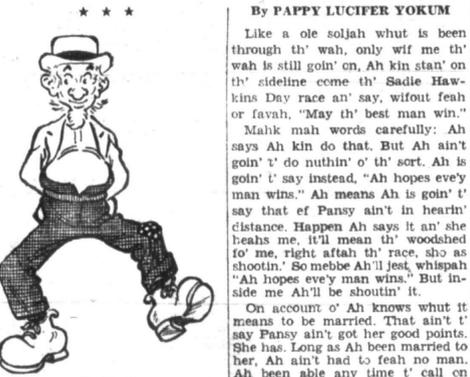 ★ ★ ★
By PAPPY LUCIFER YOKUM
Like a ole soljah whut is been
through th' wah, only wif me th'
wah is still goin' on, Ah kin stan' on
th' sideline come th' Sadie Haw-
kins Day race an' say, wifout feah
or favah, "May th' best man win."
Mahk mah words carefully: Ah
says Ah kin do that. But Ah ain't
goin' t' do nuthin' o' th' sort. Ah is
goin' t' say instead, "Ah hopes eve'y
man wins." Ah means Ah is goin' t'
say that ef Pansy ain't in hearin'
distance. Happen Ah says it an' she
heahs me, it'll mean th' woodshed
fo' me, right aftah th' race, sho as
shootin.' So mebbe Ah'll jest whispah
"Ah hopes eve'y man wins." But in-
side me Ah'll be shoutin' it.
On account o' Ah knows whut it
means to be married. That ain't t'
say Pansy ain't got her good points.
She has. Long as Ah been married to
her, Ah ain't had to feah no man.
Ah been able any time t' call on